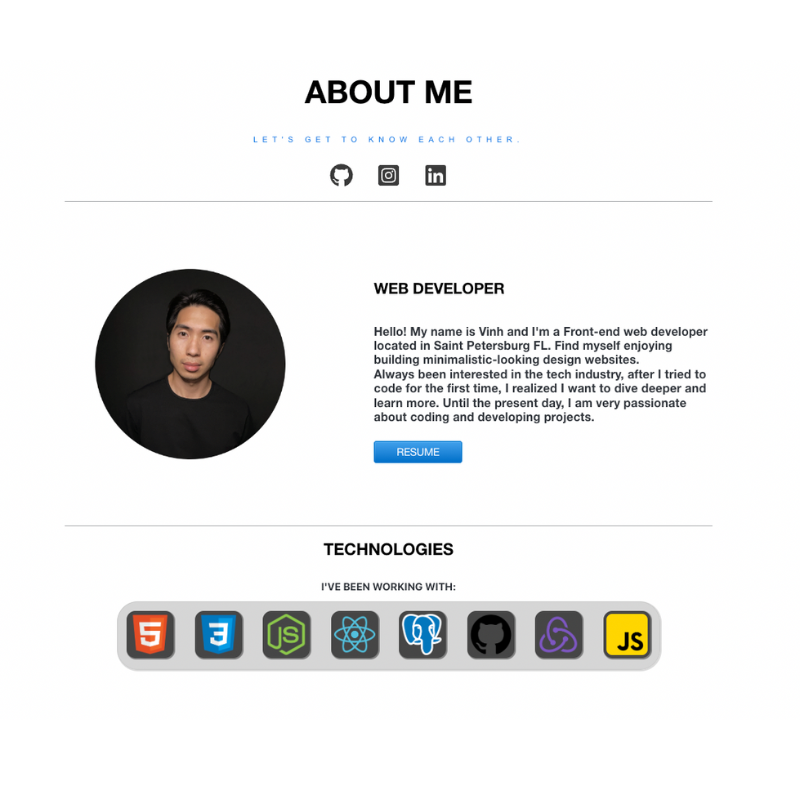 ABOUT ME
LET'S GET TO KNOW EACH OTHER.
in
WEB DEVELOPER
Hello! My name is Vinh and I'm a Front-end web developer
located in Saint Petersburg FL. Find myself enjoying
building minimalistic-looking design websites.
Always been interested in the tech industry, after I tried to
code for the first time, I realized I want to dive deeper and
learn more. Until the present day, I am very passionate
about coding and developing projects.
RESUME
TECHNOLOGIES
I'VE BEEN WORKING WITH:
5 3 JS JS